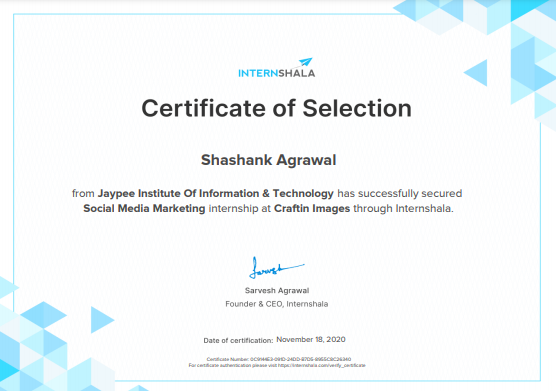 INTERNSHALA
Certificate of Selection
Shashank Agrawal
from Jaypee Institute Of Information & Technology has successfully secured
Social Media Marketing internship at Craftin Images through Internshala.
Sarvesh Agrawal
Founder & CEO, Internshala
Date of certification: November 18, 2020
Certificate Number:
For certificate authentication please visit https://internshala.com/verify_certificate